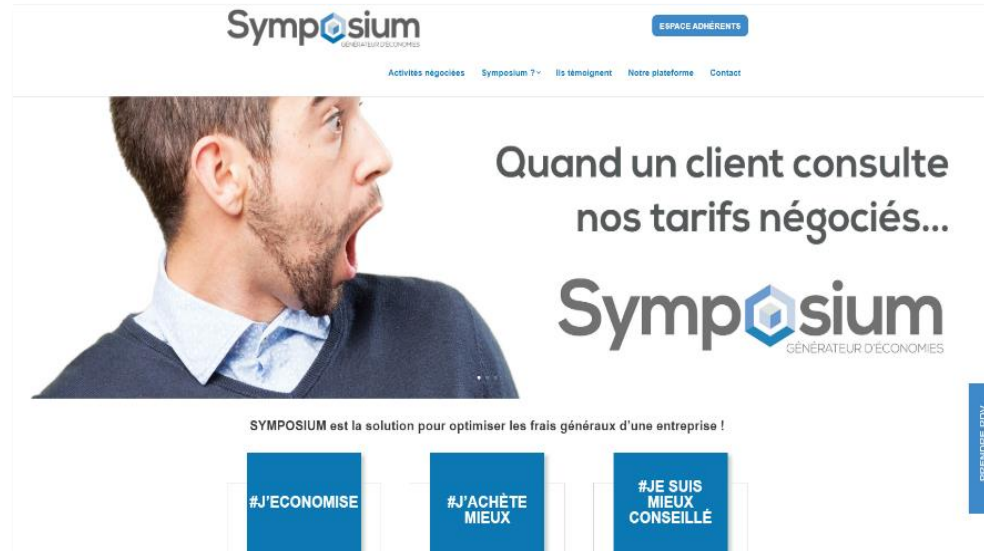 Symposium
GÉNÉRATEUR D'ÉCONOMIES
ESPACE ADHÉRENTS
Activités négociées Symposium ? Ils témoignent Notre plateforme Contact
Quand un client consulte
nos tarifs négociés...
Symposium
GÉNÉRATEUR D'ÉCONOMIES
PRENDRE RDV
SYMPOSIUM est la solution pour optimiser les frais généraux d'une entreprise !
#J'ECONOMISE
#J'ACHÈTE
MIEUX
#JE SUIS
MIEUX
CONSEILLÉ